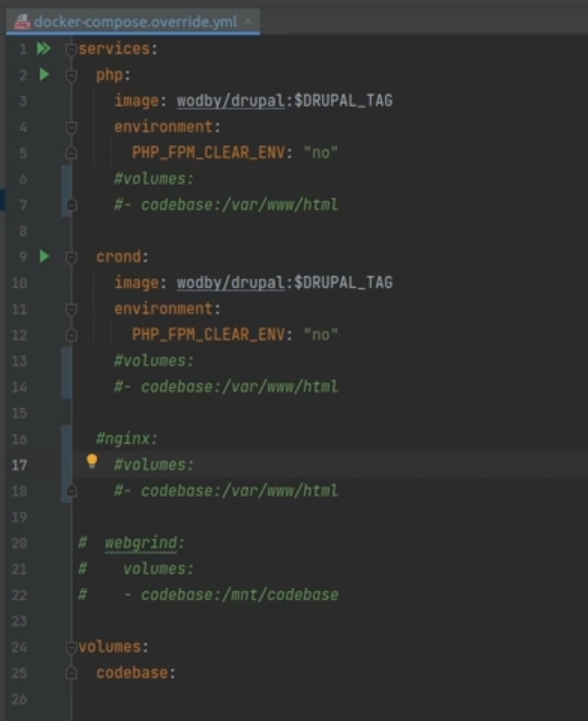 docker-compose.override.yml ×
1 services:
2 php:
3 image: wodby/drupal:$DRUPAL_TAG
4 environment:
5 PHP_FPM_CLEAR_ENV: "no"
6 #volumes:
7 #- codebase:/var/www/html
8
9 crond:
10 image: wodby/drupal:$DRUPAL_TAG
11 environment:
12 PHP_FPM_CLEAR_ENV: "no"
13 #volumes:
14 #- codebase:/var/www/html
15
16 #nginx:
17 #volumes:
18 #- codebase:/var/www/html
19
20 # webgrind:
21 # volumes:
22 # - codebase:/mnt/codebase
23
24 volumes:
25 codebase:
26